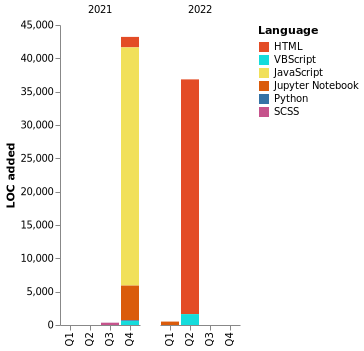 2021
2022
45,000
40,000
35,000
30,000
25,000
20,000
15,000
10,000
5,000
0
LOC added
Q1
Q2
Q3
Q4
Q1
Q2
Q3
Q4
Language
HTML
VBScript
JavaScript
Jupyter Notebook
Python
SCSS